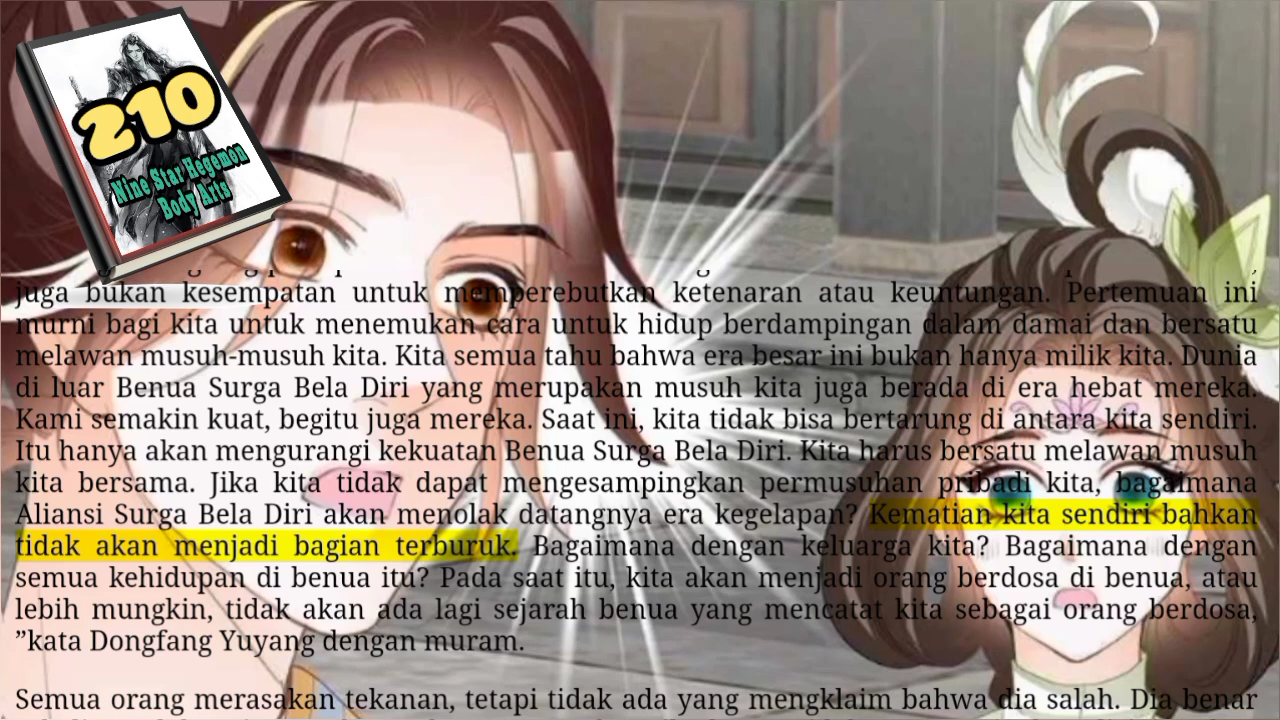 210
Nine Star Hegemon
Body Arts
juga bukan kesempatan untuk memperebutkan ketenaran atau keuntungan. Pertemuan ini
murni bagi kita untuk menemukan cara untuk hidup berdampingan dalam damai dan bersatu
melawan musuh-musuh kita. Kita semua tahu bahwa era besar ini bukan hanya milik kita. Dunia
di luar Benua Surga Bela Diri yang merupakan musuh kita juga berada di era hebat mereka.
Kami semakin kuat, begitu juga mereka. Saat ini, kita tidak bisa bertarung di antara kita sendiri.
Itu hanya akan mengurangi kekuatan Benua Surga Bela Diri. Kita harus bersatu melawan musuh
kita bersama. Jika kita tidak dapat mengesampingkan permusuhan pribadi kita, bagaimana
Aliansi Surga Bela Diri akan menolak datangnya era kegelapan? Kematian kita sendiri bahkan
tidak akan menjadi bagian terburuk. Bagaimana dengan keluarga kita? Bagaimana dengan
semua kehidupan di benua itu? Pada saat itu, kita akan menjadi orang berdosa di benua, atau
lebih mungkin, tidak akan ada lagi sejarah benua yang mencatat kita sebagai orang berdosa,
”kata Dongfang Yuyang dengan muram.
Semua orang merasakan tekanan, tetapi tidak ada yang mengklaim bahwa dia salah. Dia benar